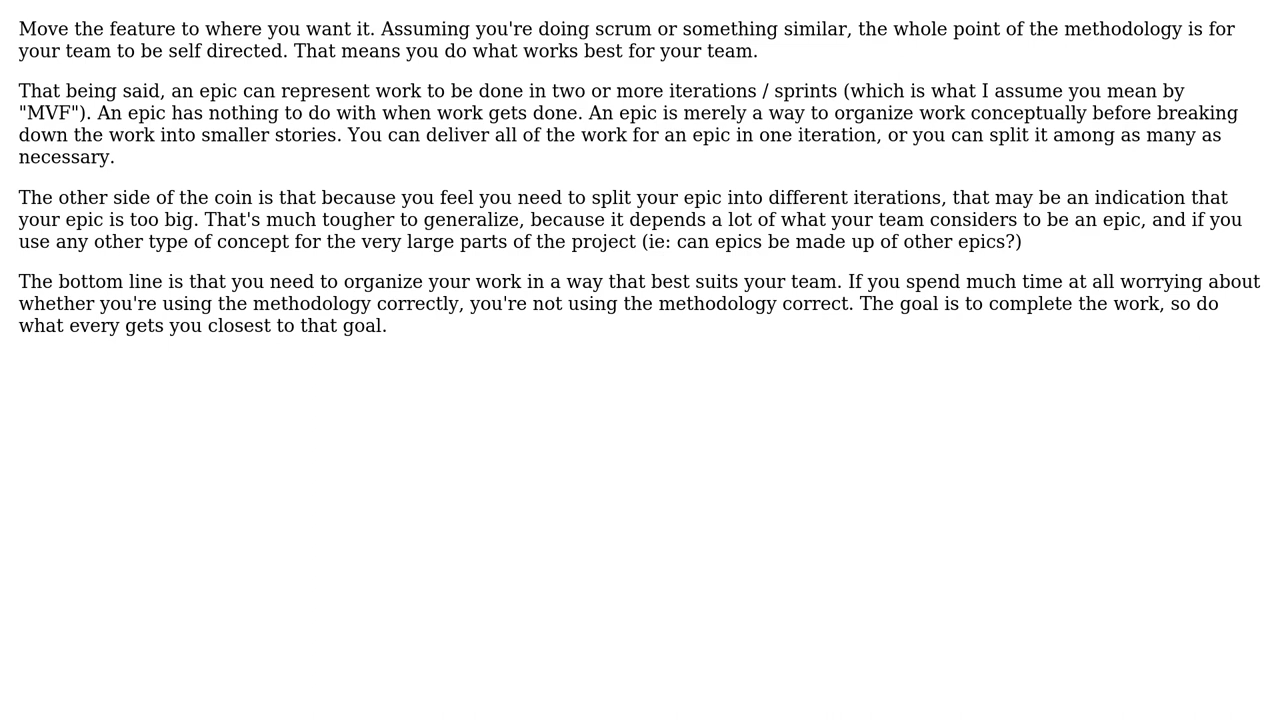 Move the feature to where you want it. Assuming you're doing scrum or something similar, the whole point of the methodology is for
your team to be self directed. That means you do what works best for your team.
That being said, an epic can represent work to be done in two or more iterations / sprints (which is what I assume you mean by
"MVF"). An epic has nothing to do with when work gets done. An epic is merely a way to organize work conceptually before breaking
down the work into smaller stories. You can deliver all of the work for an epic in one iteration, or you can split it among as many as
necessary.
The other side of the coin is that because you feel you need to split your epic into different iterations, that may be an indication that
your epic is too big. That's much tougher to generalize, because it depends a lot of what your team considers to be an epic, and if you
use any other type of concept for the very large parts of the project (ie: can epics be made up of other epics?)
The bottom line is that you need to organize your work in a way that best suits your team. If you spend much time at all worrying about
whether you're using the methodology correctly, you're not using the methodology correct. The goal is to complete the work, so do
what every gets you closest to that goal.